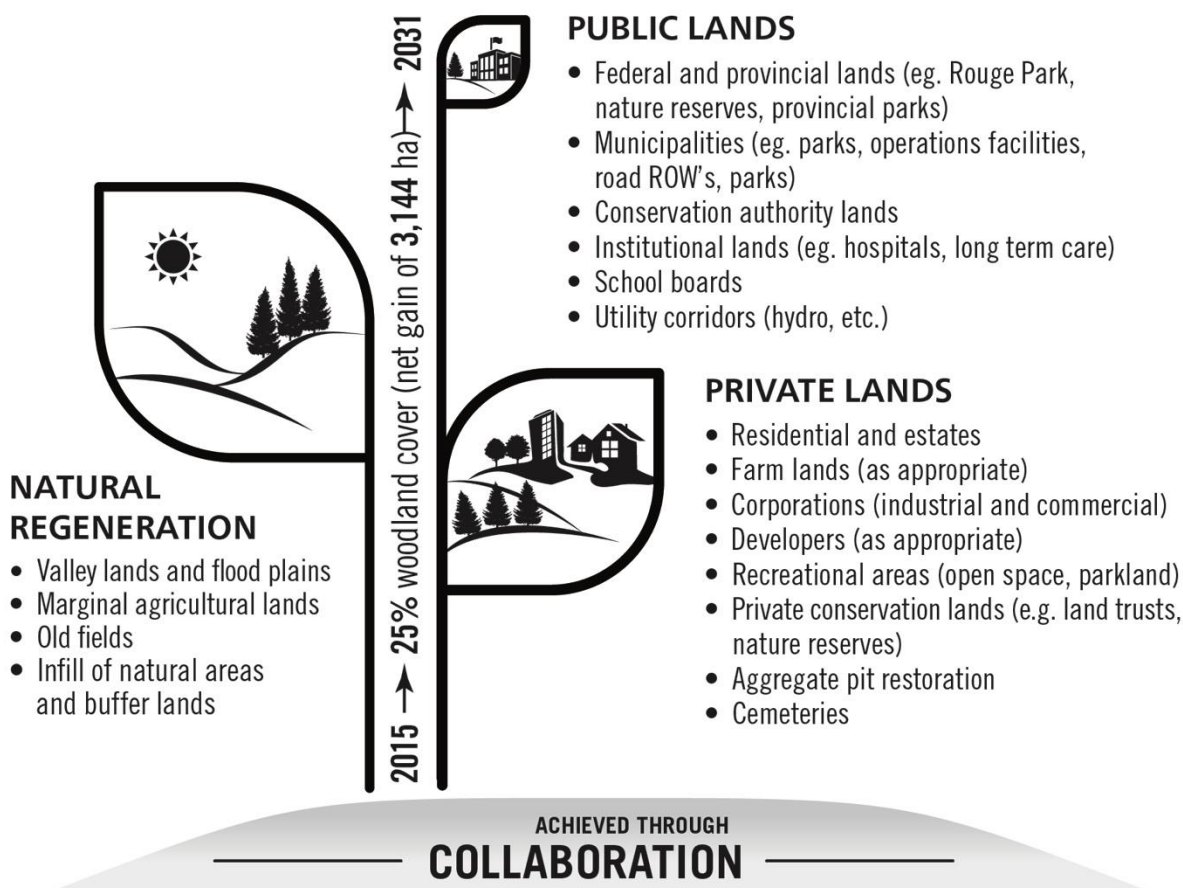 PUBLIC LANDS
• Federal and provincial lands (eg. Rouge Park,
nature reserves, provincial parks)
• Municipalities (eg. parks, operations facilities,
road ROW's, parks)
• Conservation authority lands
• Institutional lands (eg. hospitals, long term care)
• School boards
• Utility corridors (hydro, etc.)
2015 → 25% woodland cover (net gain of 3,144 ha) → 2031
PRIVATE LANDS
• Residential and estates
• Farm lands (as appropriate)
• Corporations (industrial and commercial)
• Developers (as appropriate)
• Recreational areas (open space, parkland)
• Private conservation lands (e.g. land trusts,
nature reserves)
• Aggregate pit restoration
• Cemeteries
NATURAL
REGENERATION
• Valley lands and flood plains
• Marginal agricultural lands
• Old fields
• Infill of natural areas
and buffer lands
ACHIEVED THROUGH
COLLABORATION